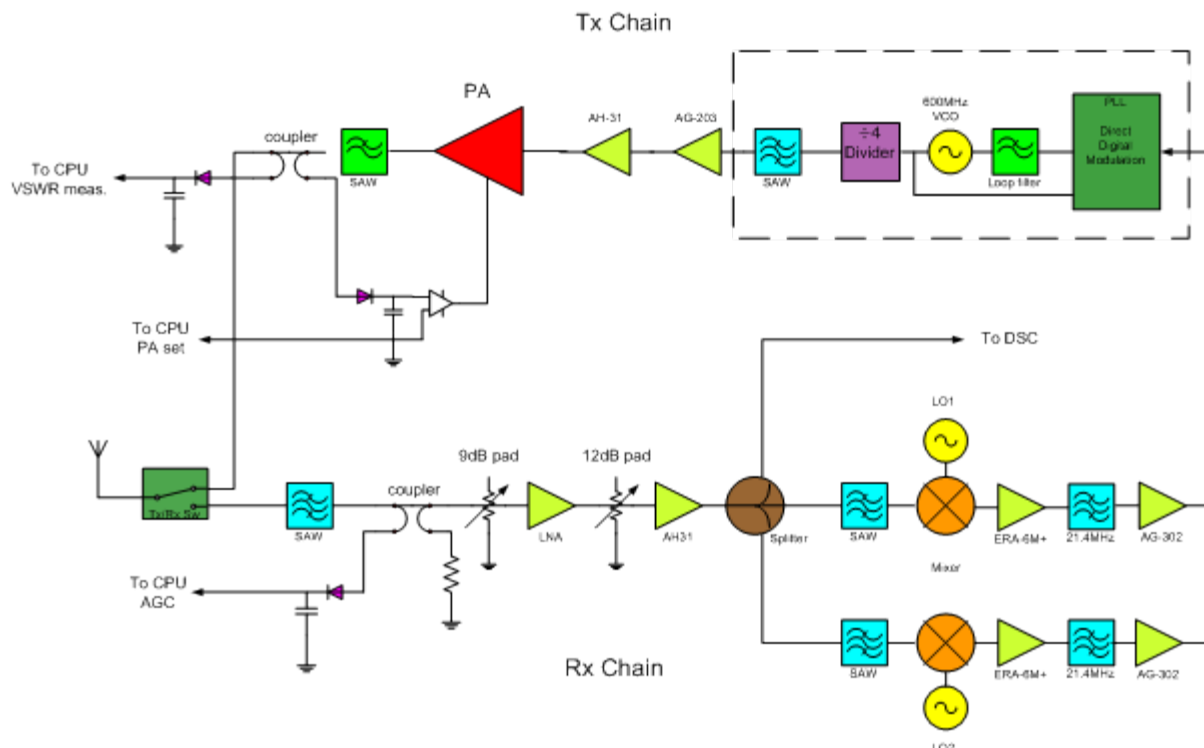 Tx Chain
PA
600MHz
VCO
PLL
Direct
Digital
Modulation
÷4
Divider
AH-31
AG-203
coupler
SAW
SAW
Loop filter
To CPU
VSWR meas.
To CPU
PA set
To DSC
LO1
9dB pad
12dB pad
coupler
Tx/Rx Sw
SAW
LNA
AH31
Splitter
SAW
Mixer
ERA-6M+
21.4MHz
AG-302
To CPU
AGC
Rx Chain
SAW
ERA-6M+
21.4MHz
AG-302